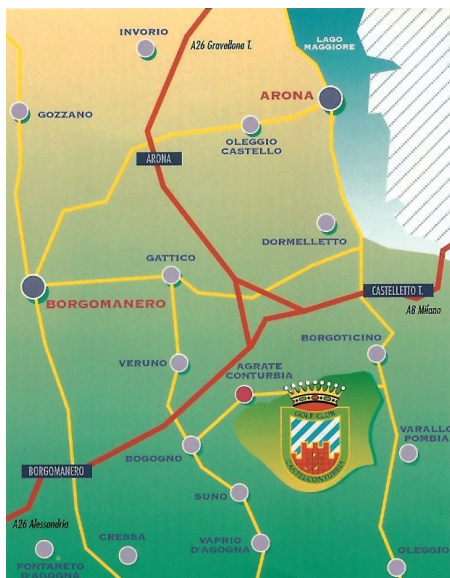 INVORIO
A26 Gravellona T.
LAGO
MAGGIORE
ARONA
GOZZANO
OLEGGIO
CASTELLO
ARONA
DORMELLETTO
GATTICO
CASTELLETTO T.
BORGOMANERO
A8 Milano
BORGOTICINO
VERUNO
AGRATE
CONTURBIA
GOLF CLUB
CASTELCONTURBIA
VARALLO
POMBIA
BOGOGNO
BORGOMANERO
SUNO
A26 Alessandria
CRESSA
VAPRIO
D'AGOGNA
FONTANETO
D'AGOGNA
OLEGGIO